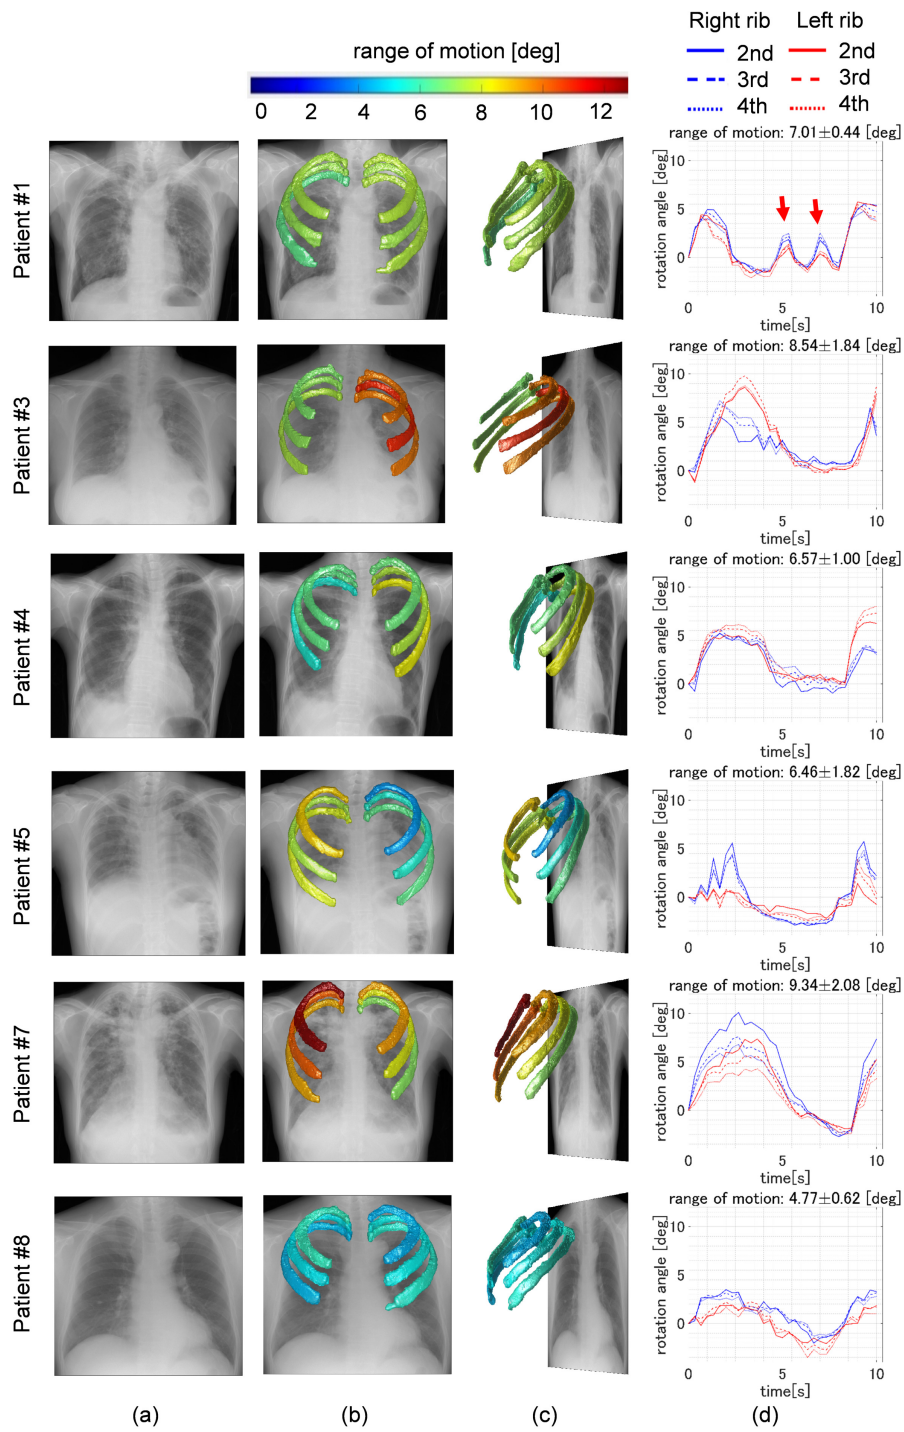 Right rib Left rib
range of motion [deg]
2nd 2nd
3rd 3rd
4th 4th
0 2 4 6 8 10 12
Patient #1
range of motion: 7.01±0.44 [deg]
rotation angle [deg]
10
5
0
0 5 10
time[s]
Patient #3
range of motion: 8.54±1.84 [deg]
rotation angle [deg]
10
5
0
0 5 10
time[s]
Patient #4
range of motion: 6.57±1.00 [deg]
rotation angle [deg]
10
5
0
0 5 10
time[s]
Patient #5
range of motion: 6.46±1.82 [deg]
rotation angle [deg]
10
5
0
0 5 10
time[s]
Patient #7
range of motion: 9.34±2.08 [deg]
rotation angle [deg]
10
5
0
0 5 10
time[s]
Patient #8
range of motion: 4.77±0.62 [deg]
rotation angle [deg]
10
5
0
0 5 10
time[s]
(a) (b) (c) (d)